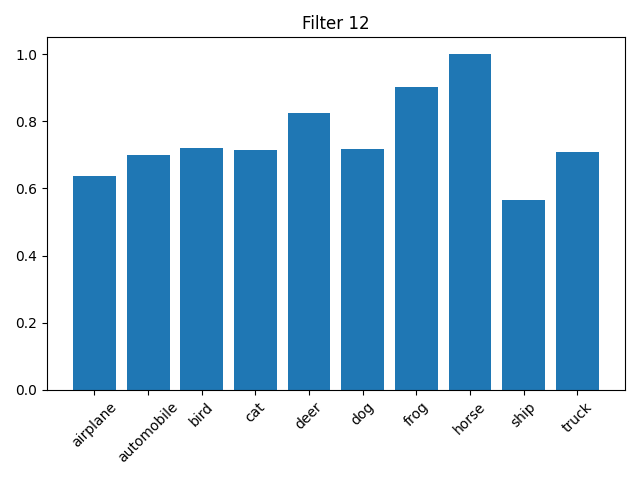 Filter 12
1.0
0.8
0.6
0.4
0.2
0.0
airplane
automobile
bird
cat
deer
dog
frog
horse
ship
truck